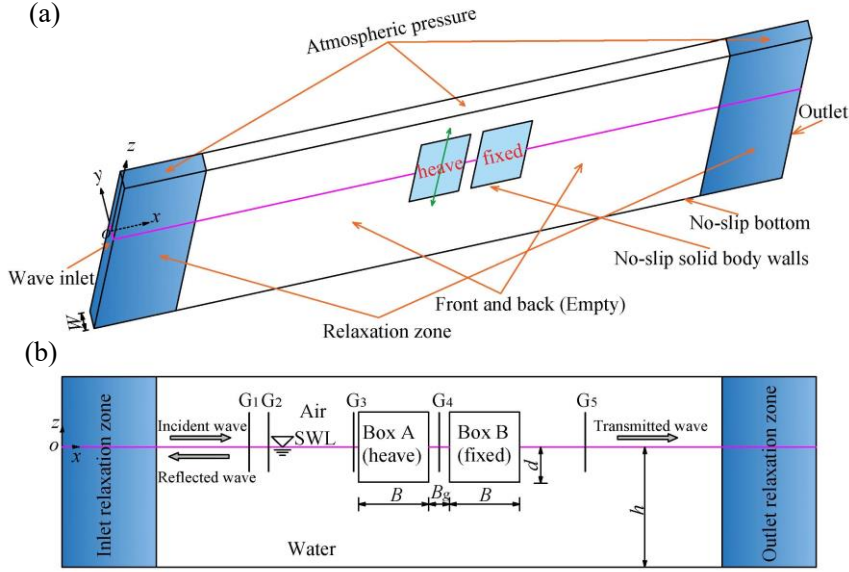 (a)
Atmospheric pressure
Outlet
z
y
heave
fixed
o
x
No-slip bottom
Wave inlet
No-slip solid body walls
Front and back (Empty)
W
Relaxation zone
(b)
G1 G2 G3 G4 G5
Inlet relaxation zone
Outlet relaxation zone
Air
z
Incident wave
SWL
Box A
Box B
Transmitted wave
o
x
(heave)
(fixed)
d
Reflected wave
B
Bg
B
h
Water